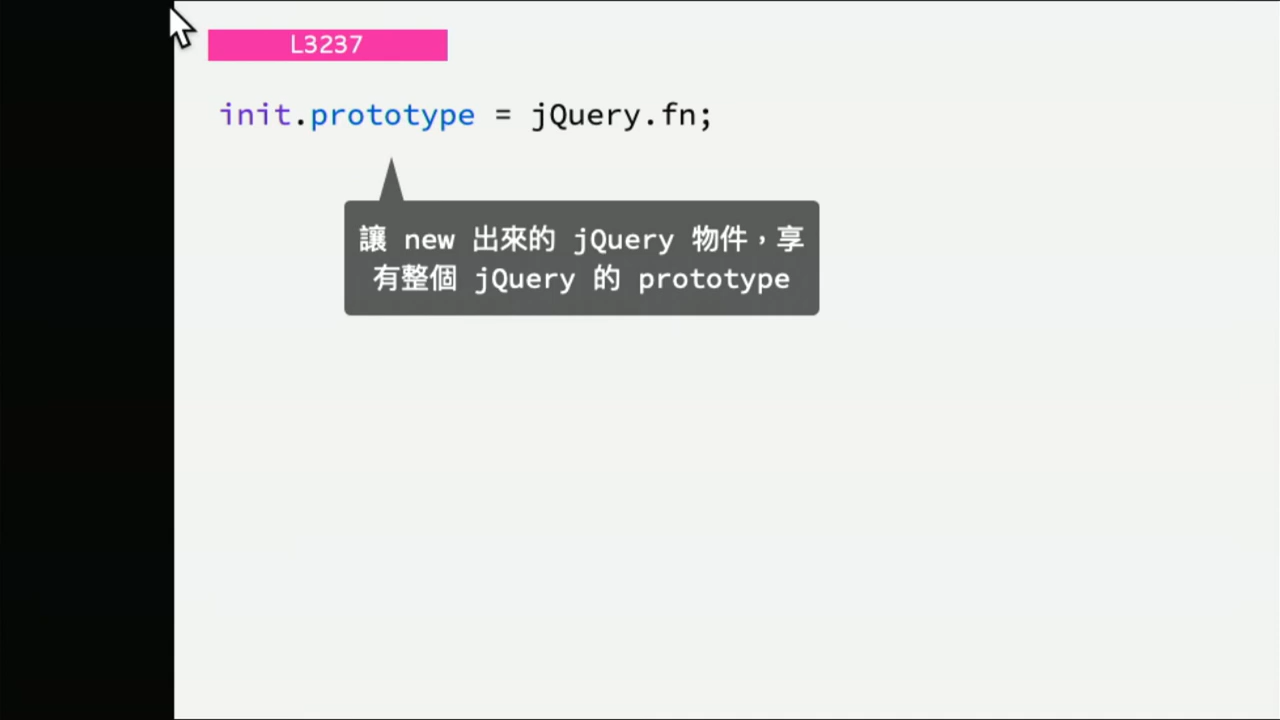 L3237
init.prototype = jQuery.fn;
讓 new 出來的 jQuery 物件，享
有整個 jQuery 的 prototype